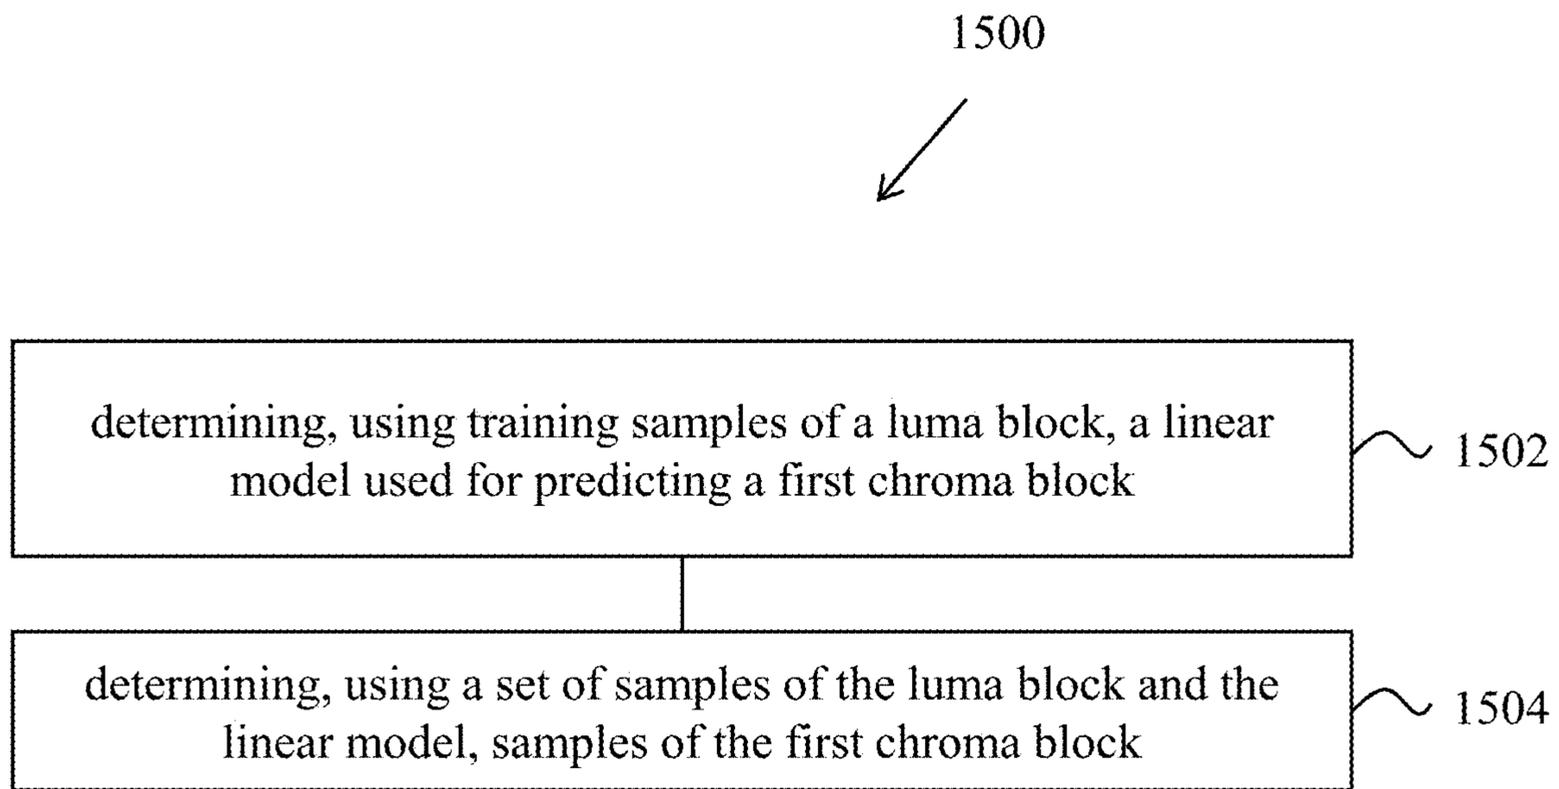 1500
determining, using training samples of a luma block, a linear
model used for predicting a first chroma block
1502
determining, using a set of samples of the luma block and the
linear model, samples of the first chroma block
1504